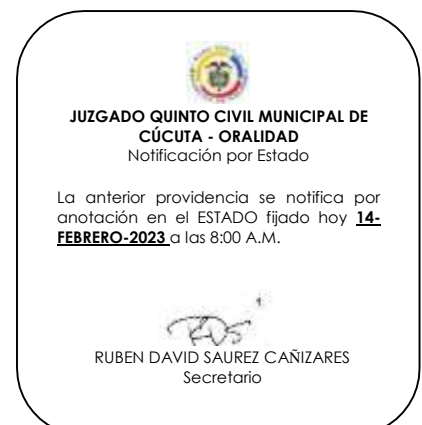 JUZGADO QUINTO CIVIL MUNICIPAL DE
CÚCUTA - ORALIDAD
Notificación por Estado
La anterior providencia se notifica por
anotación en el ESTADO fijado hoy 14-
FEBRERO-2023 a las 8:00 A.M.
RUBEN DAVID SAUREZ CAÑIZARES
Secretario